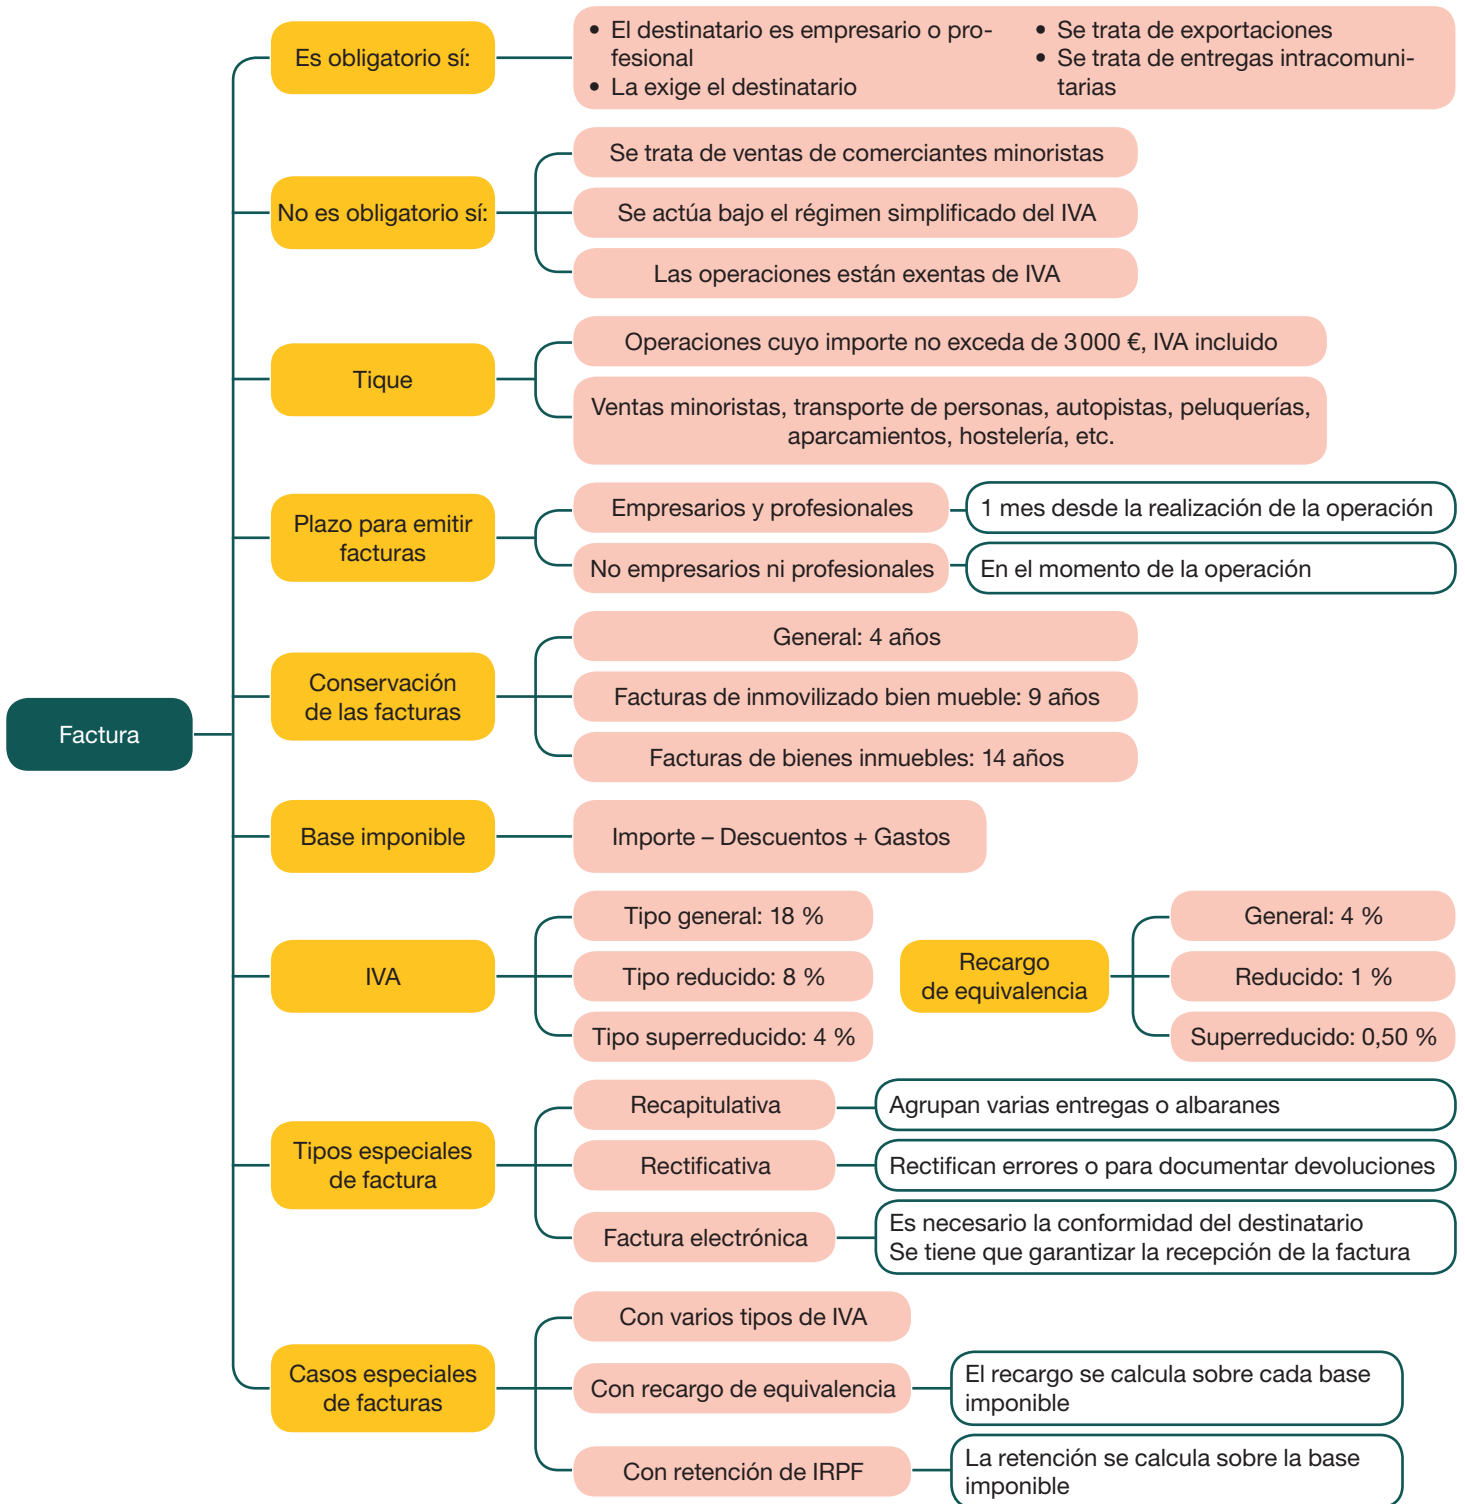 Factura
Es obligatorio sí:
• El destinatario es empresario o pro-
fesional
• La exige el destinatario
• Se trata de exportaciones
• Se trata de entregas intracomuni-
tarias
No es obligatorio sí:
Se trata de ventas de comerciantes minoristas
Se actúa bajo el régimen simplificado del IVA
Las operaciones están exentas de IVA
Tique
Operaciones cuyo importe no exceda de 3 000 €, IVA incluido
Ventas minoristas, transporte de personas, autopistas, peluquerías,
aparcamientos, hostelería, etc.
Plazo para emitir
facturas
Empresarios y profesionales
1 mes desde la realización de la operación
No empresarios ni profesionales
En el momento de la operación
Conservación
de las facturas
General: 4 años
Facturas de inmovilizado bien mueble: 9 años
Facturas de bienes inmuebles: 14 años
Base imponible
Importe – Descuentos + Gastos
IVA
Tipo general: 18 %
Tipo reducido: 8 %
Tipo superreducido: 4 %
Recargo
de equivalencia
General: 4 %
Reducido: 1 %
Superreducido: 0,50 %
Tipos especiales
de factura
Recapitulativa
Agrupan varias entregas o albaranes
Rectificativa
Rectifican errores o para documentar devoluciones
Factura electrónica
Es necesario la conformidad del destinatario
Se tiene que garantizar la recepción de la factura
Casos especiales
de facturas
Con varios tipos de IVA
Con recargo de equivalencia
El recargo se calcula sobre cada base
imponible
Con retención de IRPF
La retención se calcula sobre la base
imponible